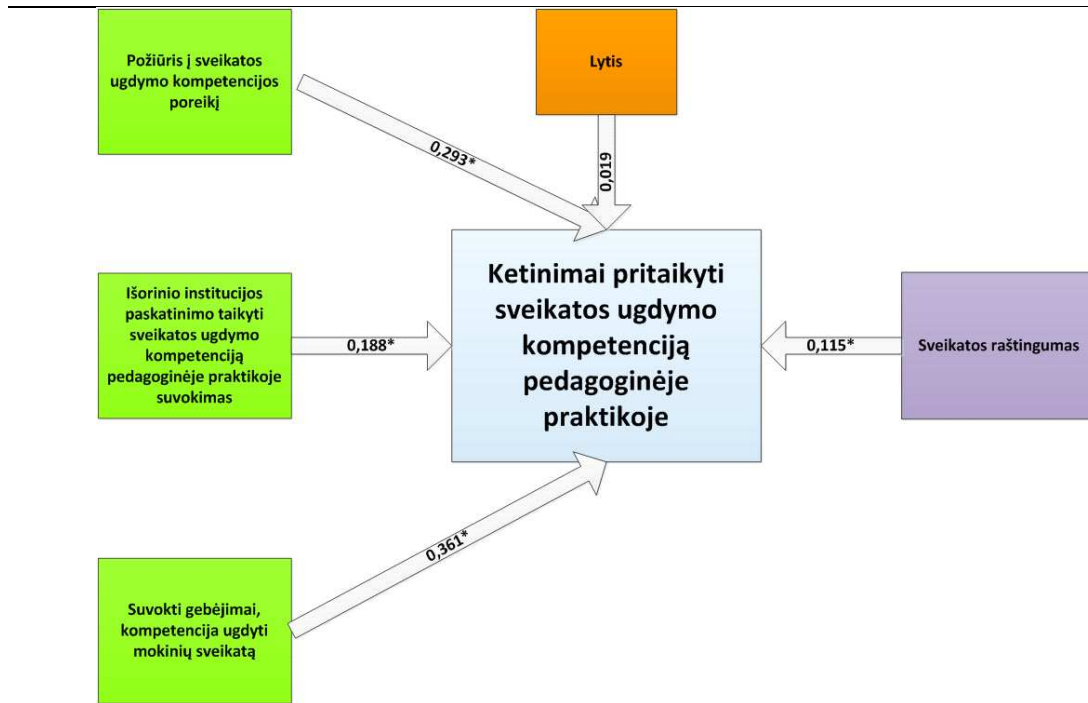 Požiūris į sveikatos
ugdymo kompetencijos
poreikį
Lytis
0,293*
0,019
Išorinio institucijos
paskatinimo taikyti
sveikatos ugdymo
kompetenciją
pedagoginėje praktikoje
suvokimas
0,188*
Ketinimai pritaikyti
sveikatos ugdymo
kompetenciją
pedagoginėje
praktikoje
0,115*
Sveikatos raštingumas
0,361*
Suvokti gebėjimai,
kompetencija ugdyti
mokinių sveikatą